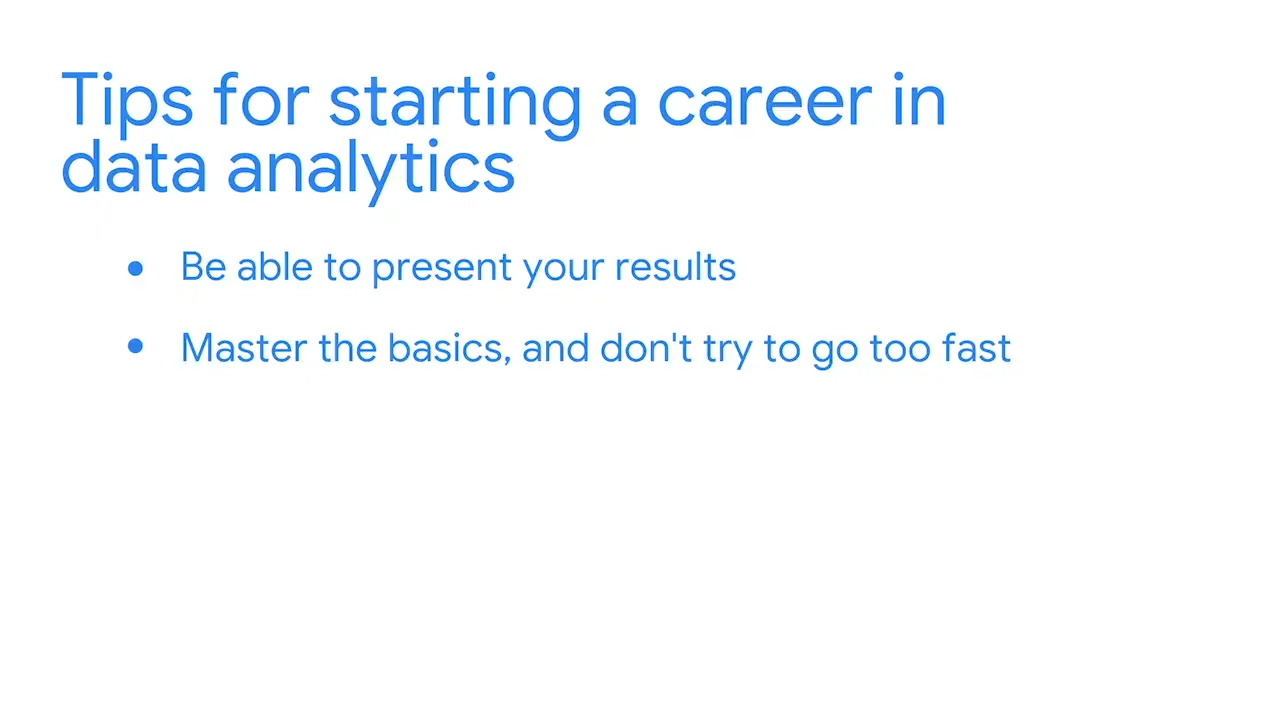 Tips for starting a career in
data analytics
• Be able to present your results
• Master the basics, and don't try to go too fast